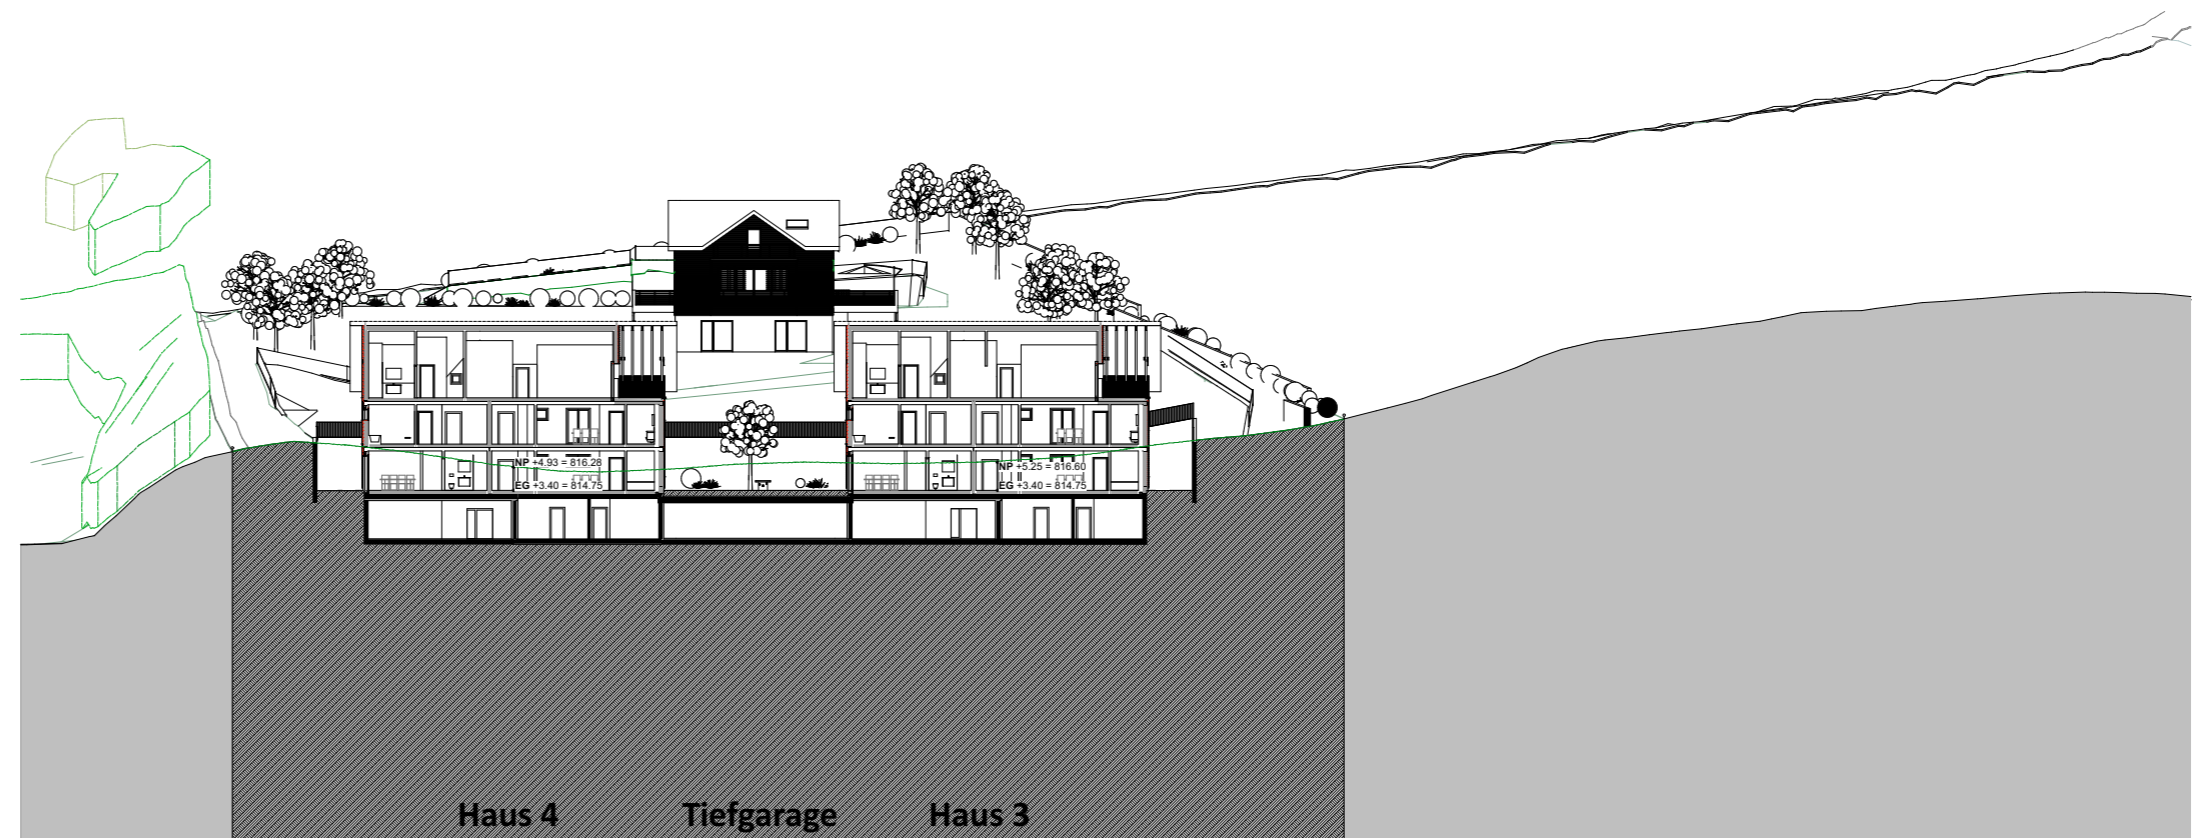 NP +4.93 = 816.28
EG +3.40 = 814.75
NP +5.25 = 816.60
EG +3.40 = 814.75
Haus 4 Tiefgarage Haus 3